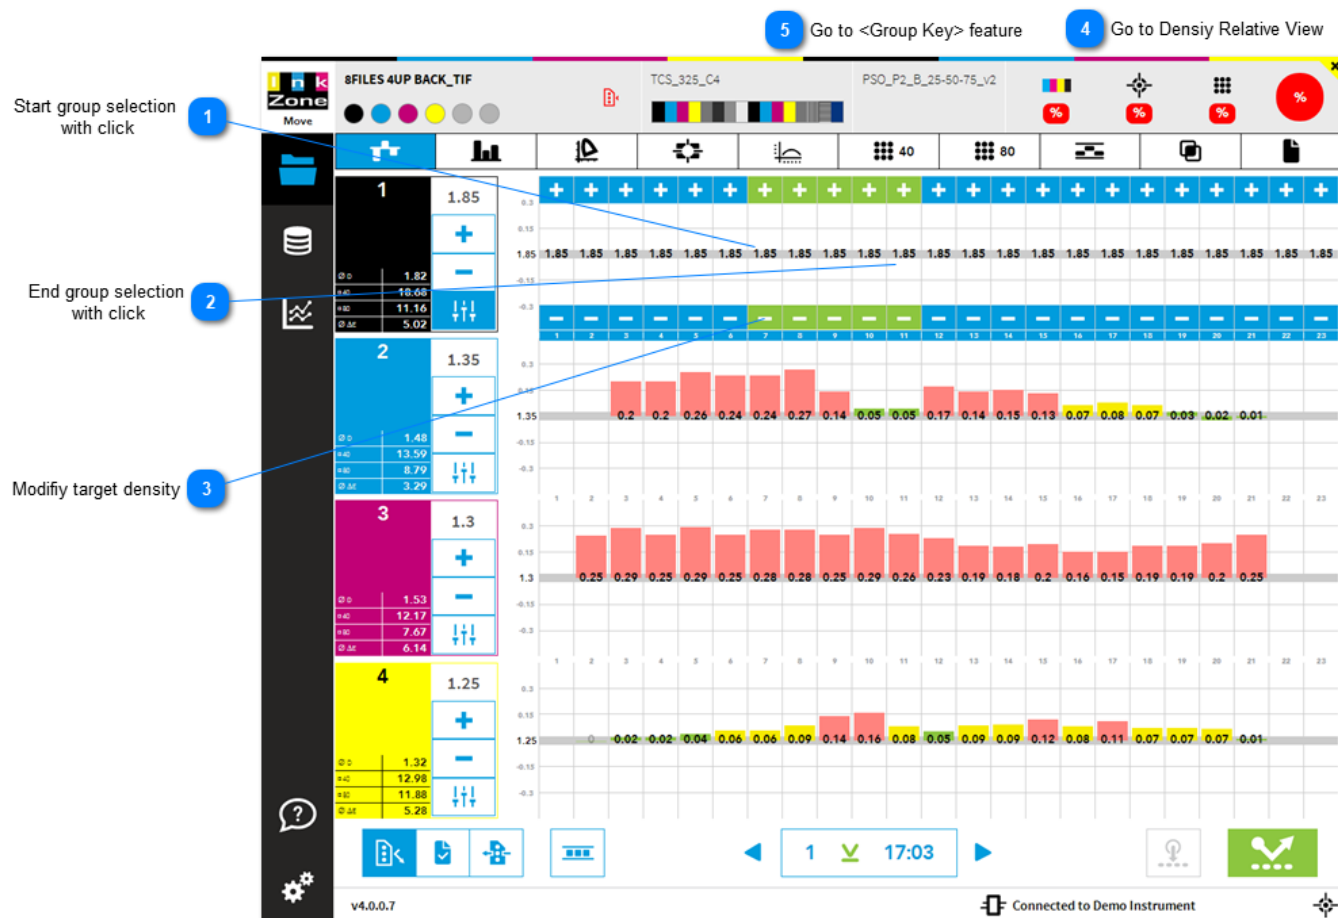 5 Go to <Group Key> feature
4 Go to Densiy Relative View
Start group selection
with click
1
End group selection
with click
2
Modifiy target density 3
Ink
Zone
Move
8FILES 4UP BACK_TIF
TCS_325_C4
PSO_P2_B_25-50-75_v2
% % % %
40 80
1 1.85
Ø D 1.82
40 18.68
80 11.16
Ø ΔE 5.02
0.3
0.15
1.85 1.85 1.85 1.85 1.85 1.85 1.85 1.85 1.85 1.85 1.85 1.85 1.85 1.85 1.85 1.85 1.85 1.85 1.85 1.85 1.85 1.85 1.85 1.85
-0.15
-0.3
1 2 3 4 5 6 7 8 9 10 11 12 13 14 15 16 17 18 19 20 21 22 23
2 1.35
Ø D 1.48
40 13.59
80 8.79
Ø ΔE 3.29
0.3
0.15
1.35 0.2 0.2 0.26 0.24 0.24 0.27 0.14 0.05 0.05 0.17 0.14 0.15 0.13 0.07 0.08 0.07 0.03 0.02 0.01
-0.15
-0.3
1 2 3 4 5 6 7 8 9 10 11 12 13 14 15 16 17 18 19 20 21 22 23
3 1.3
Ø D 1.53
40 12.17
80 7.67
Ø ΔE 6.14
0.3
0.15
1.3 0.25 0.29 0.25 0.29 0.25 0.28 0.28 0.25 0.29 0.26 0.23 0.19 0.18 0.2 0.16 0.15 0.19 0.19 0.2 0.25
-0.15
-0.3
1 2 3 4 5 6 7 8 9 10 11 12 13 14 15 16 17 18 19 20 21 22 23
4 1.25
Ø D 1.32
40 12.98
80 11.88
Ø ΔE 5.28
0.3
0.15
1.25 0 0.02 0.02 0.04 0.06 0.06 0.09 0.14 0.16 0.08 0.05 0.09 0.09 0.12 0.08 0.11 0.07 0.07 0.07 0.01
-0.15
-0.3
1 17:03
v4.0.0.7
Connected to Demo Instrument